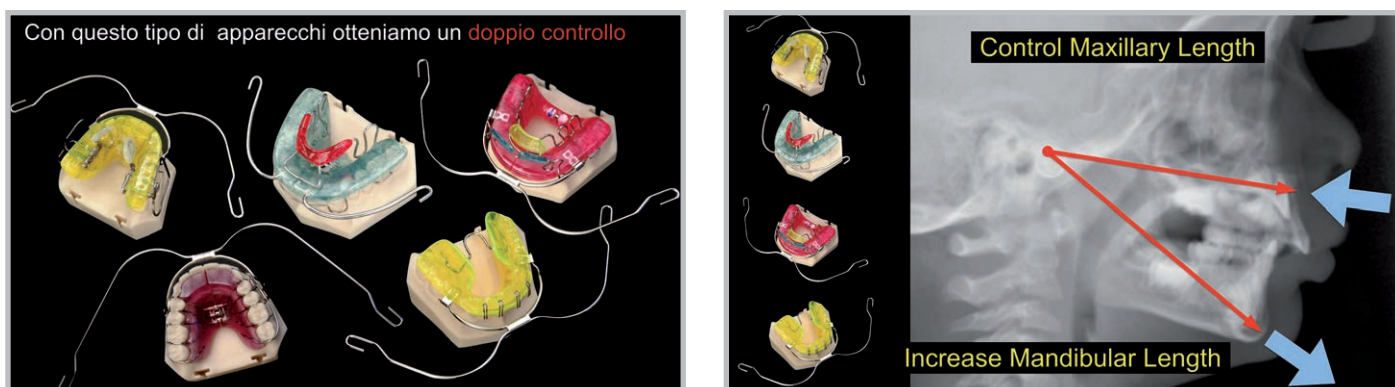 Con questo tipo di apparecchi otteniamo un doppio controllo
Control Maxillary Length
Increase Mandibular Length